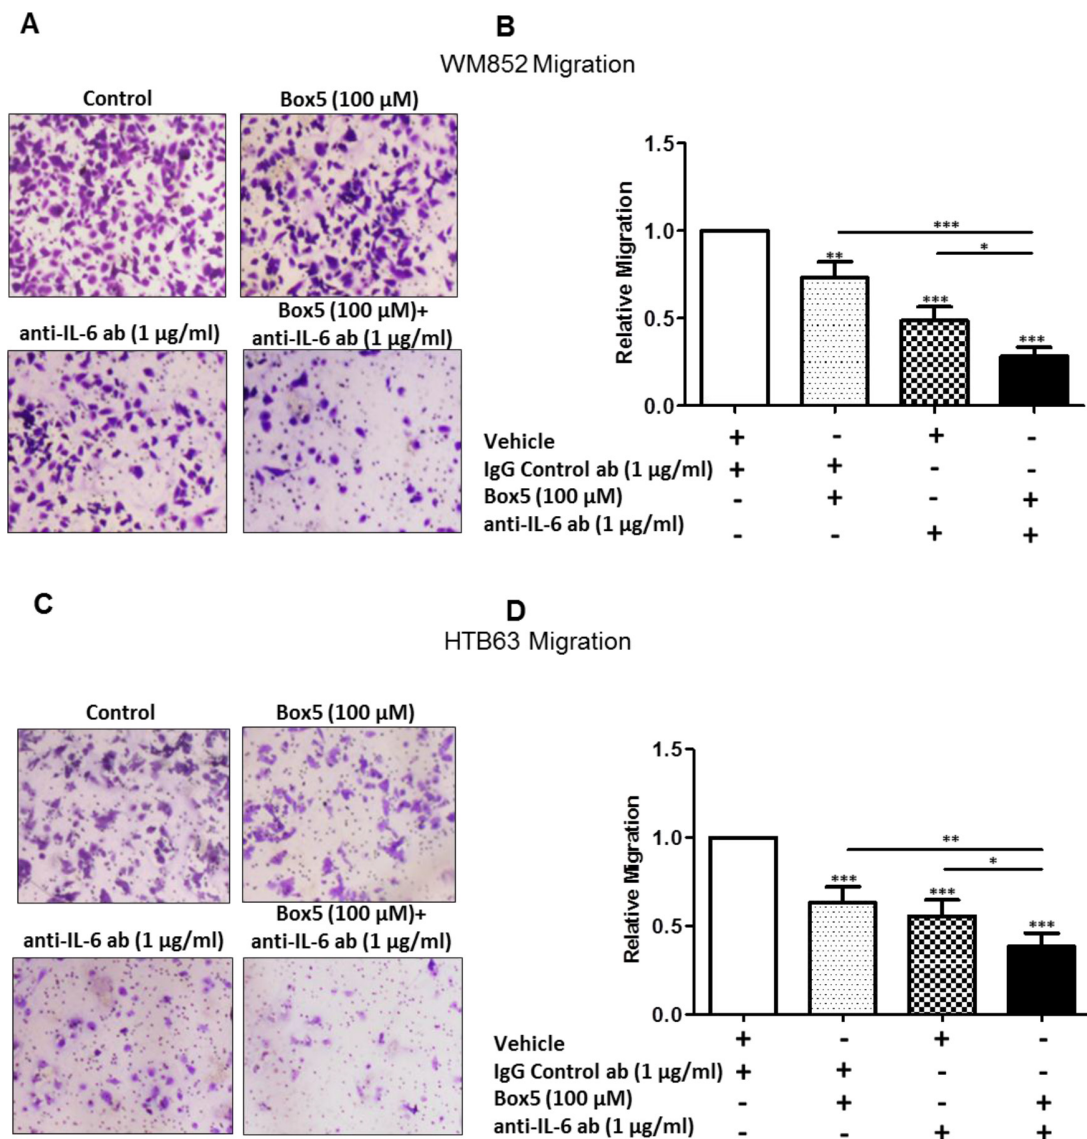 A
B
WM852 Migration
Control
Box5 (100 µM)
anti-IL-6 ab (1 µg/ml)
Box5 (100 µM)+
anti-IL-6 ab (1 µg/ml)
Relative Migration
1.5
1.0
0.5
0.0
**
***
***
***
*
Vehicle + - + -
IgG Control ab (1 µg/ml) + + - -
Box5 (100 µM) - + - +
anti-IL-6 ab (1 µg/ml) - - + +
C
D
HTB63 Migration
Control
Box5 (100 µM)
anti-IL-6 ab (1 µg/ml)
Box5 (100 µM)+
anti-IL-6 ab (1 µg/ml)
Relative Migration
1.5
1.0
0.5
0.0
***
***
***
**
*
Vehicle + - + -
IgG Control ab (1 µg/ml) + + - -
Box5 (100 µM) - + - +
anti-IL-6 ab (1 µg/ml) - - + +